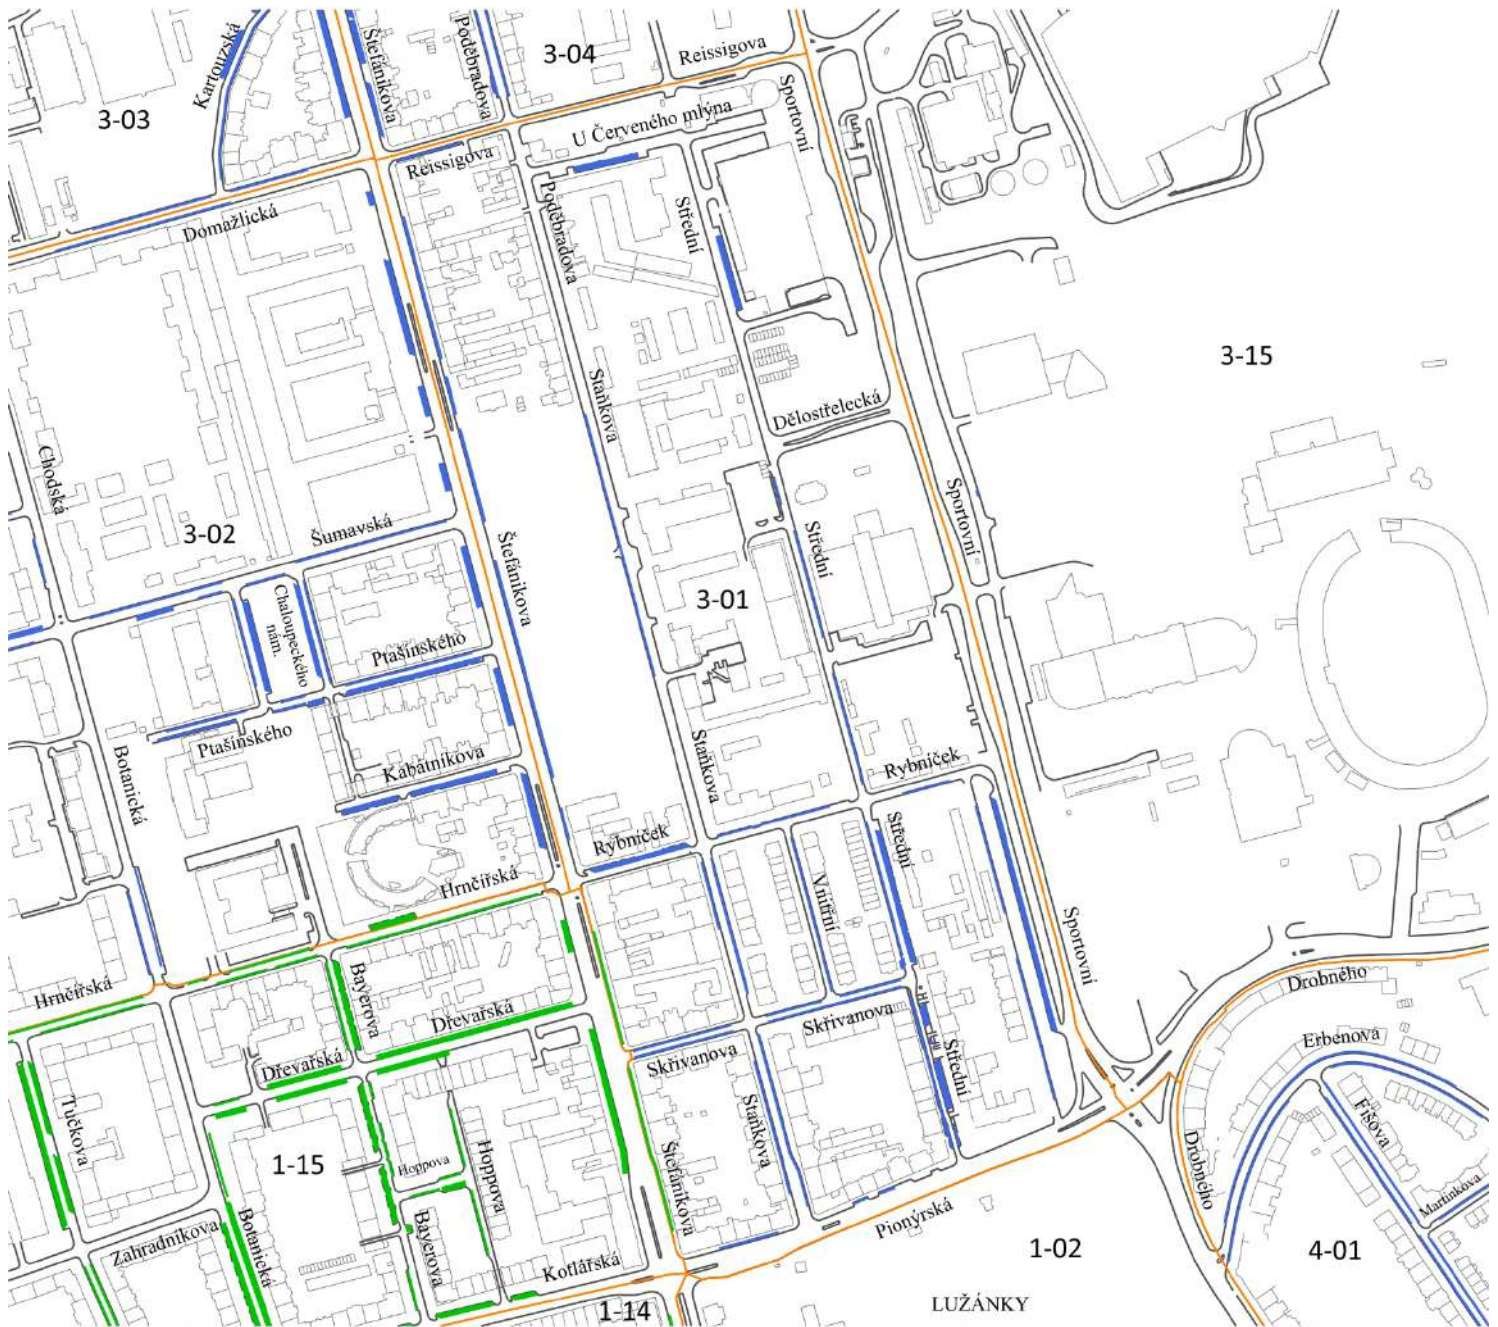 Kartouzská
Štefánikova
Poděbradova
3-04
Reissigova
3-03
U Červeného mlýna
Sportovní
Reissigova
Domažlická
Poděbradova
Střední
3-15
Staňkova
Dělostřelecká
Chodská
3-02
Šumavská
Štefánikova
Střední
Sportovní
Chaloupeckého
nám.
3-01
Ptašínského
Ptašínského
Botanická
Kabátníkova
Staňkova
Rybníček
Rybníček
Střední
Hrnčířská
Vnitřní
Sportovní
Hrnčířská
Bayerova
Dřevařská
Skřivanova
Drobného
Dřevařská
Skřivanova
Střední
Erbenova
Tučkova
Staňkova
Fišova
1-15
Hoppova
Hoppova
Štefánikova
Drobného
Martinkova
Zahradníkova
Botanická
Bayerova
Kotlářská
Pionýrská
1-02
4-01
1-14
LUŽÁNKY